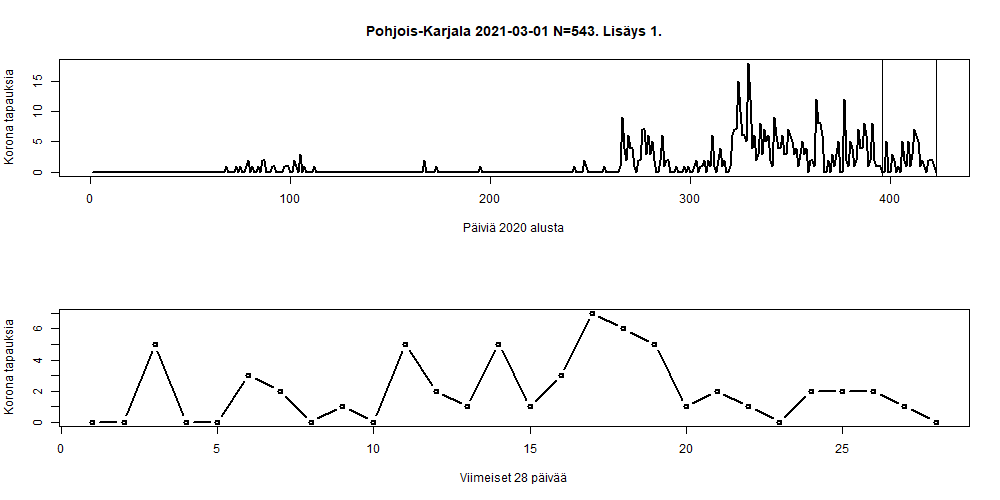 Pohjois-Karjala 2021-03-01 N=543. Lisäys 1.
Korona tapauksia
15
10
5
0
0 100 200 300 400
Päiviä 2020 alusta
Korona tapauksia
6
4
2
0
0 5 10 15 20 25
Viimeiset 28 päivää